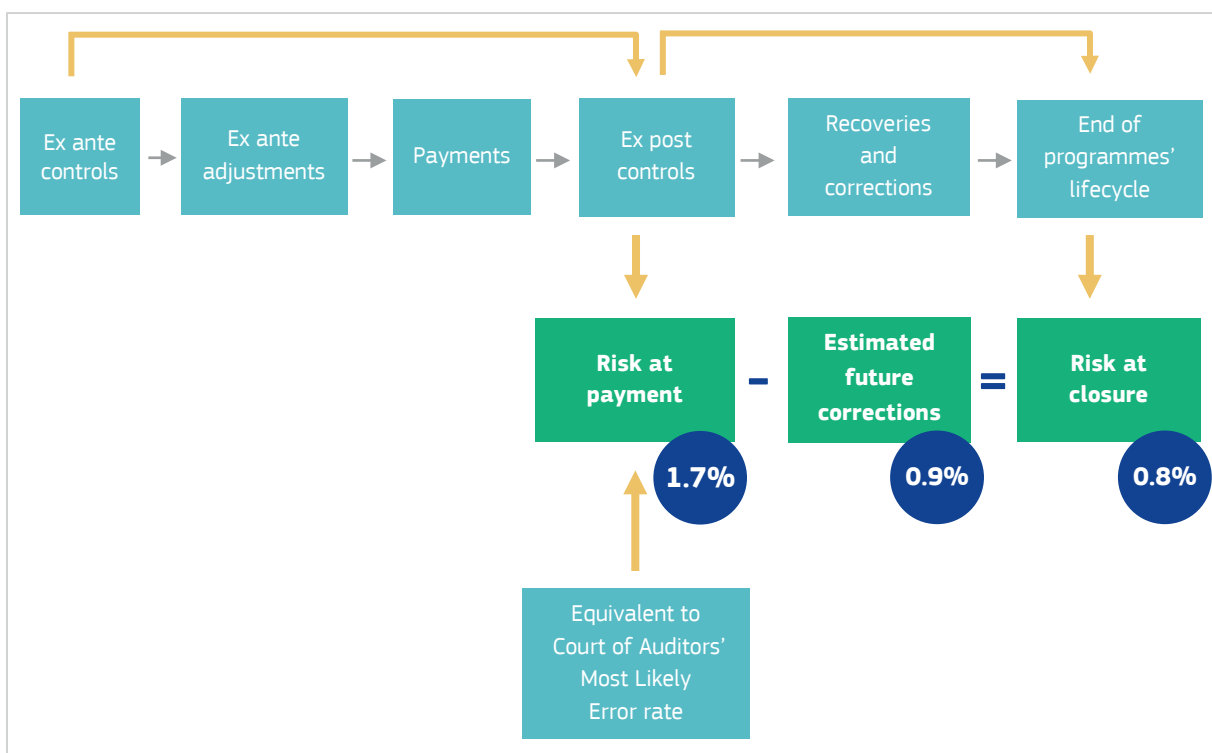 Ex ante
controls
Ex ante
adjustments
Payments
Ex post
controls
Recoveries
and
corrections
End of
programmes’
lifecycle
Risk at
payment
1.7%
-
Estimated
future
corrections
0.9%
=
Risk at
closure
0.8%
Equivalent to
Court of Auditors’
Most Likely
Error rate